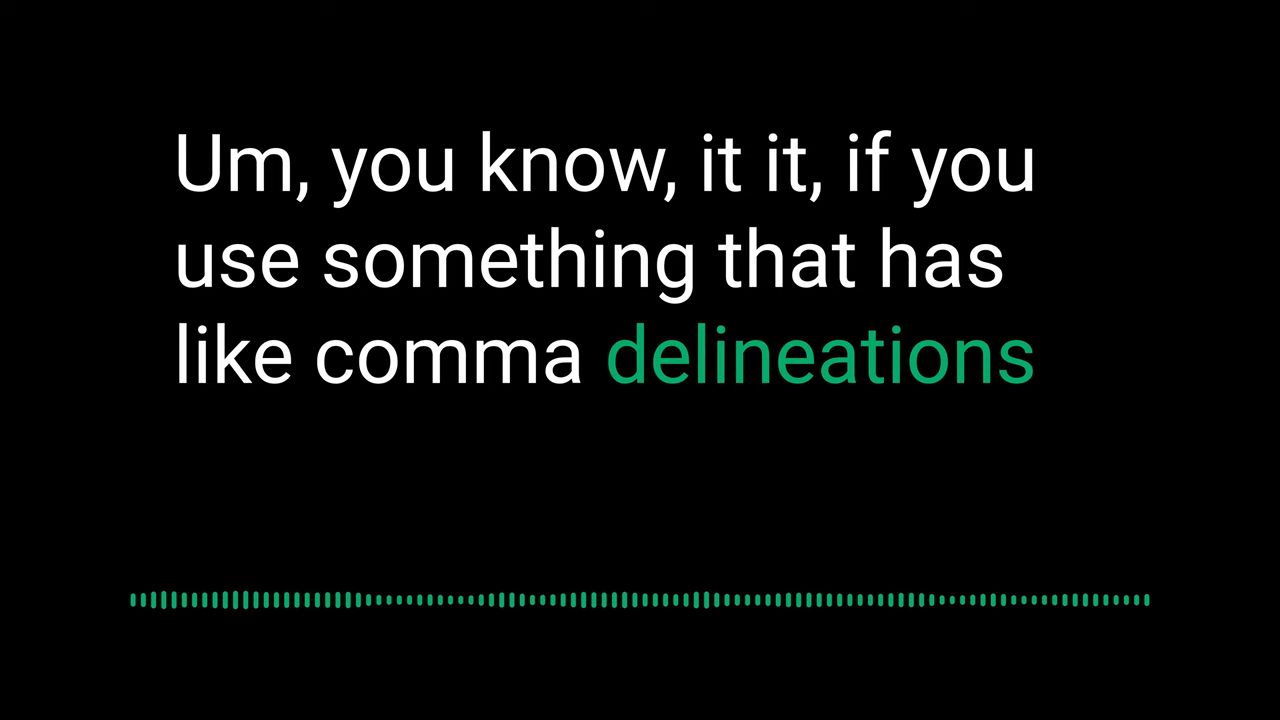 Um, you know, it it, if you
use something that has
like comma delineations